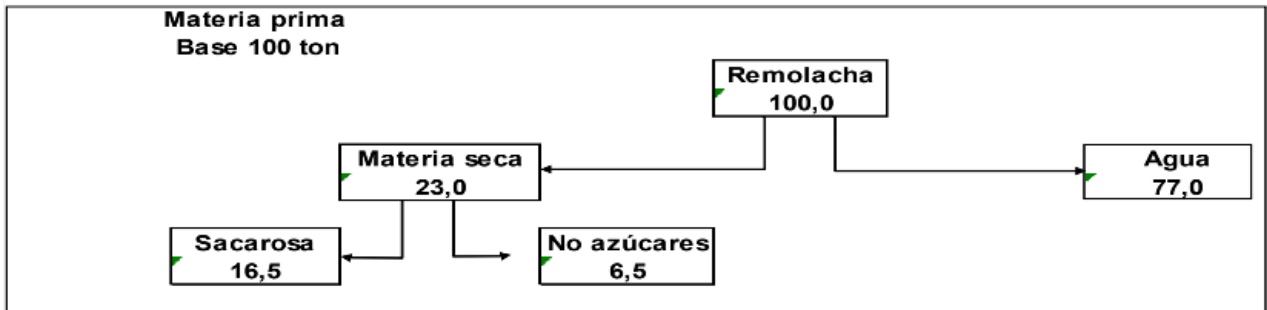 Materia prima
Base 100 ton
Remolacha
100,0
Materia seca
23,0
Agua
77,0
Sacarosa
16,5
No azúcares
6,5